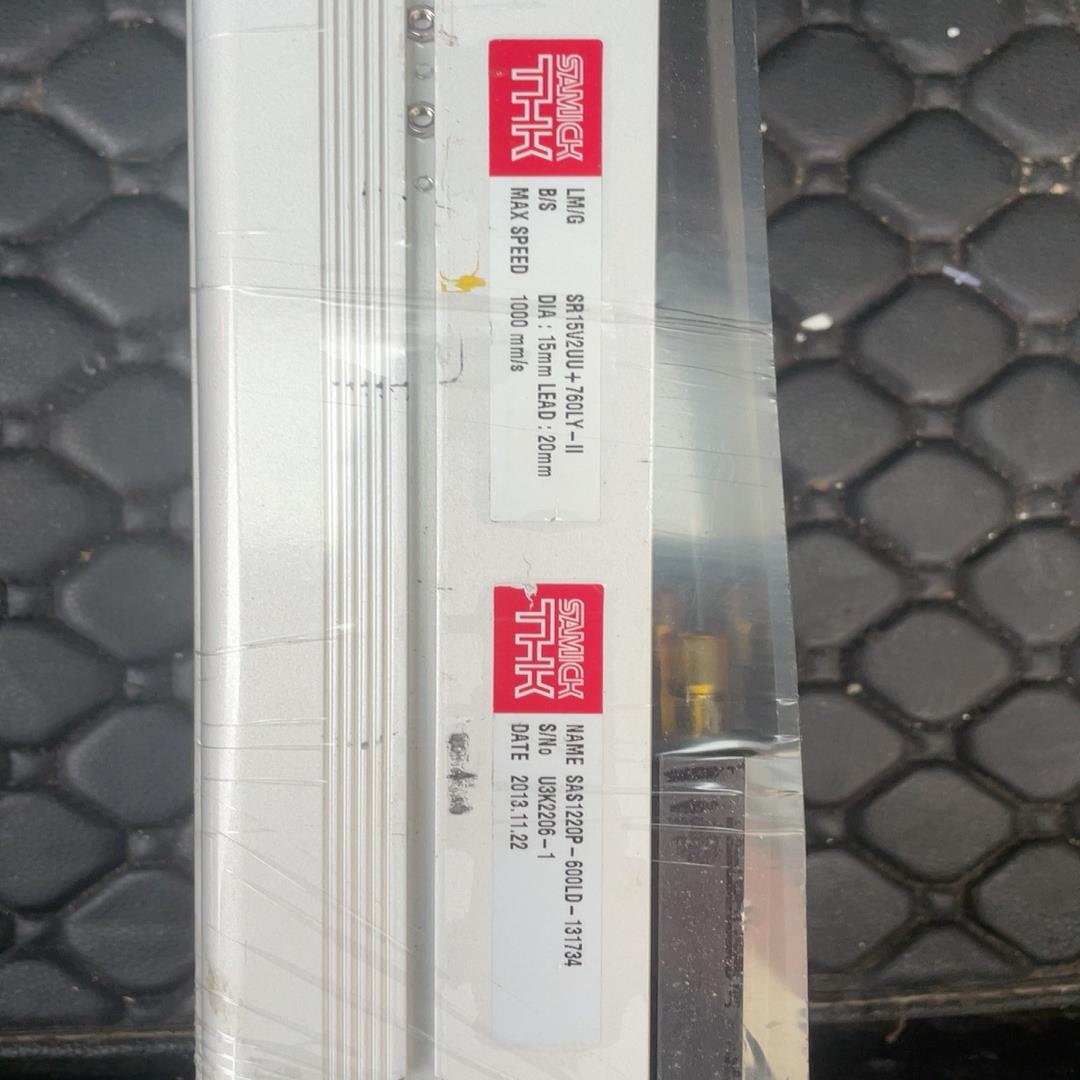 SAMICK
THK
LM/G SR15V2UU+760LY-II
B/S DIA : 15mm LEAD : 20mm
MAX SPEED 1000 mm/s
SAMICK
THK
NAME SAS1220P-600LD-131734
S/No U3K2206-1
DATE 2013.11.22